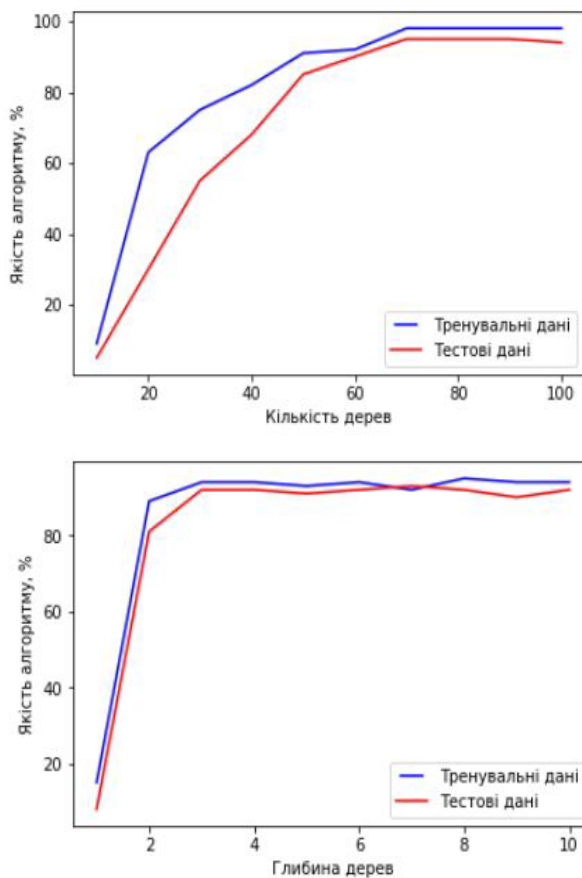 100
80
60
40
20
Якість алгоритму, %
Тренувальні дані
Тестові дані
20
40
60
80
100
Кількість дерев
80
60
40
20
Якість алгоритму, %
Тренувальні дані
Тестові дані
2
4
6
8
10
Глибина дерев